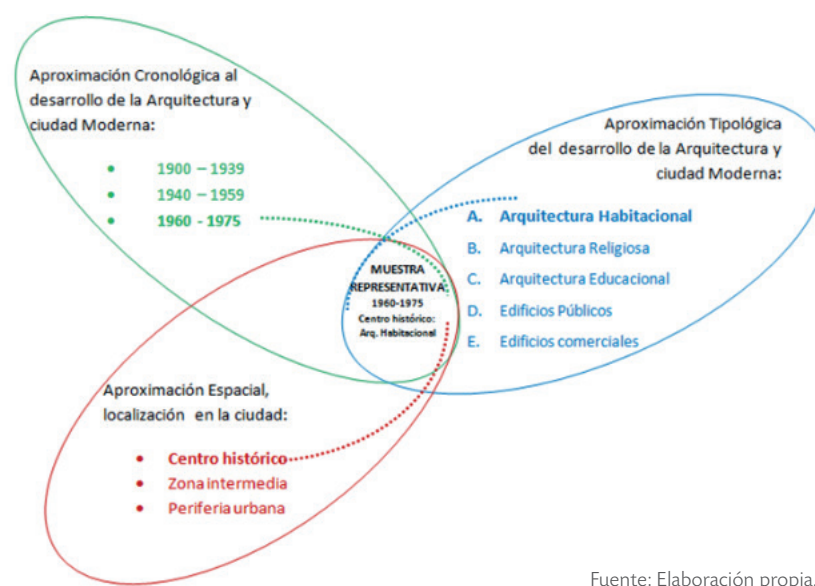 Aproximación Cronológica al
desarrollo de la Arquitectura y
ciudad Moderna:
• 1900 – 1939
• 1940 – 1959
• 1960 - 1975
Aproximación Tipológica
del desarrollo de la Arquitectura y
ciudad Moderna:
A. Arquitectura Habitacional
B. Arquitectura Religiosa
C. Arquitectura Educacional
D. Edificios Públicos
E. Edificios comerciales
MUESTRA
REPRESENTATIVA:
1960-1975
Centro histórico:
Arq. Habitacional
Aproximación Espacial,
localización en la ciudad:
• Centro histórico
• Zona intermedia
• Periferia urbana
Fuente: Elaboración propia.